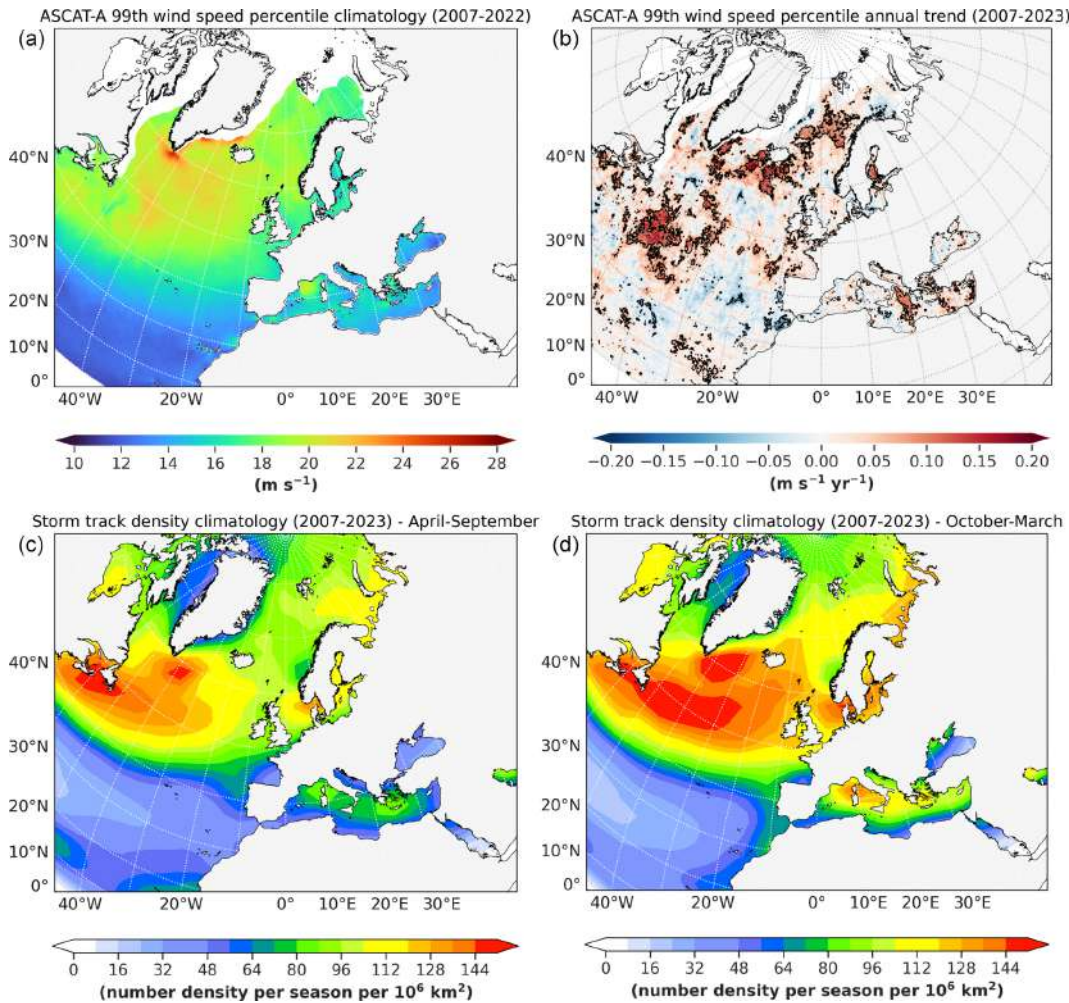 ASCAT-A 99th wind speed percentile climatology (2007-2022)
(a)
40°N
30°N
20°N
10°N
0°
40°W 20°W 0° 10°E 20°E 30°E
10 12 14 16 18 20 22 24 26 28
(m s⁻¹)
ASCAT-A 99th wind speed percentile annual trend (2007-2023)
(b)
40°N
30°N
20°N
10°N
0°
40°W 20°W 0° 10°E 20°E 30°E
−0.20 −0.15 −0.10 −0.05 0.00 0.05 0.10 0.15 0.20
(m s⁻¹ yr⁻¹)
Storm track density climatology (2007-2023) - April-September
(c)
40°N
30°N
20°N
10°N
0°
40°W 20°W 0° 10°E 20°E 30°E
0 16 32 48 64 80 96 112 128 144
(number density per season per 10⁶ km²)
Storm track density climatology (2007-2023) - October-March
(d)
40°N
30°N
20°N
10°N
0°
40°W 20°W 0° 10°E 20°E 30°E
0 16 32 48 64 80 96 112 128 144
(number density per season per 10⁶ km²)